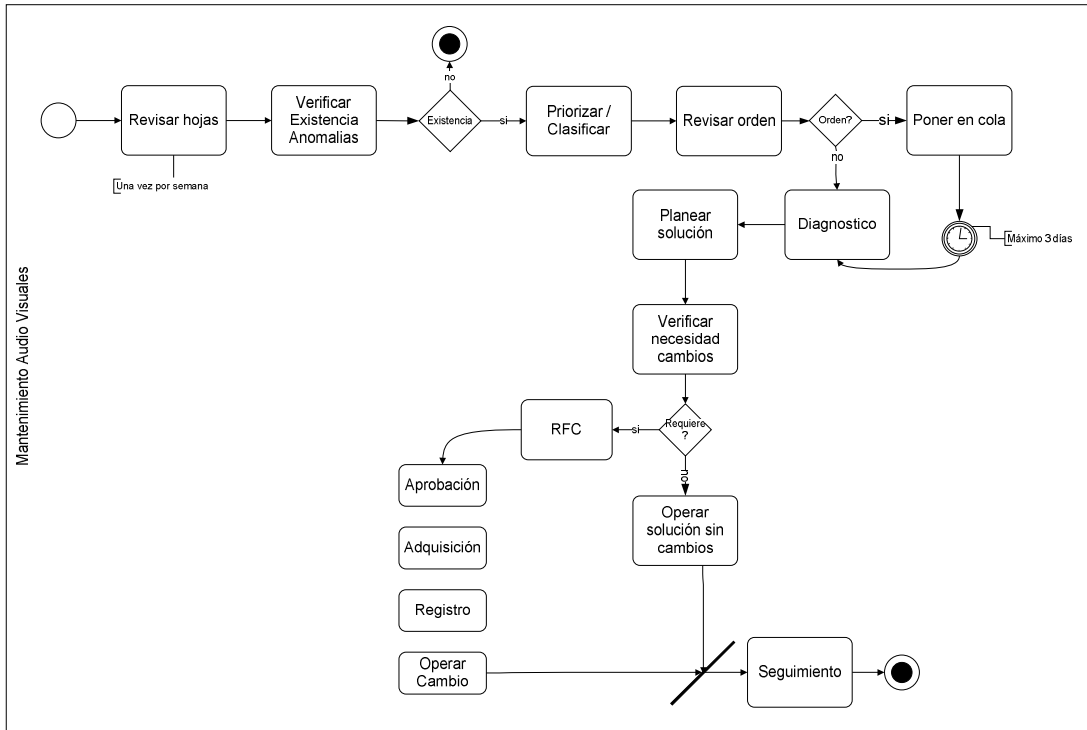 no
Revisar hojas
Verificar
Existencia
Anomalias
Existencia
si
Priorizar /
Clasificar
Revisar orden
Orden?
si
Poner en cola
Una vez por semana
no
Planear
solución
Diagnostico
Máximo 3 días
Mantenimiento Audio Visuales
Verificar
necesidad
cambios
RFC
si
Requiere
?
no
Aprobación
Operar
solución sin
cambios
Adquisición
Registro
Operar
Cambio
Seguimiento